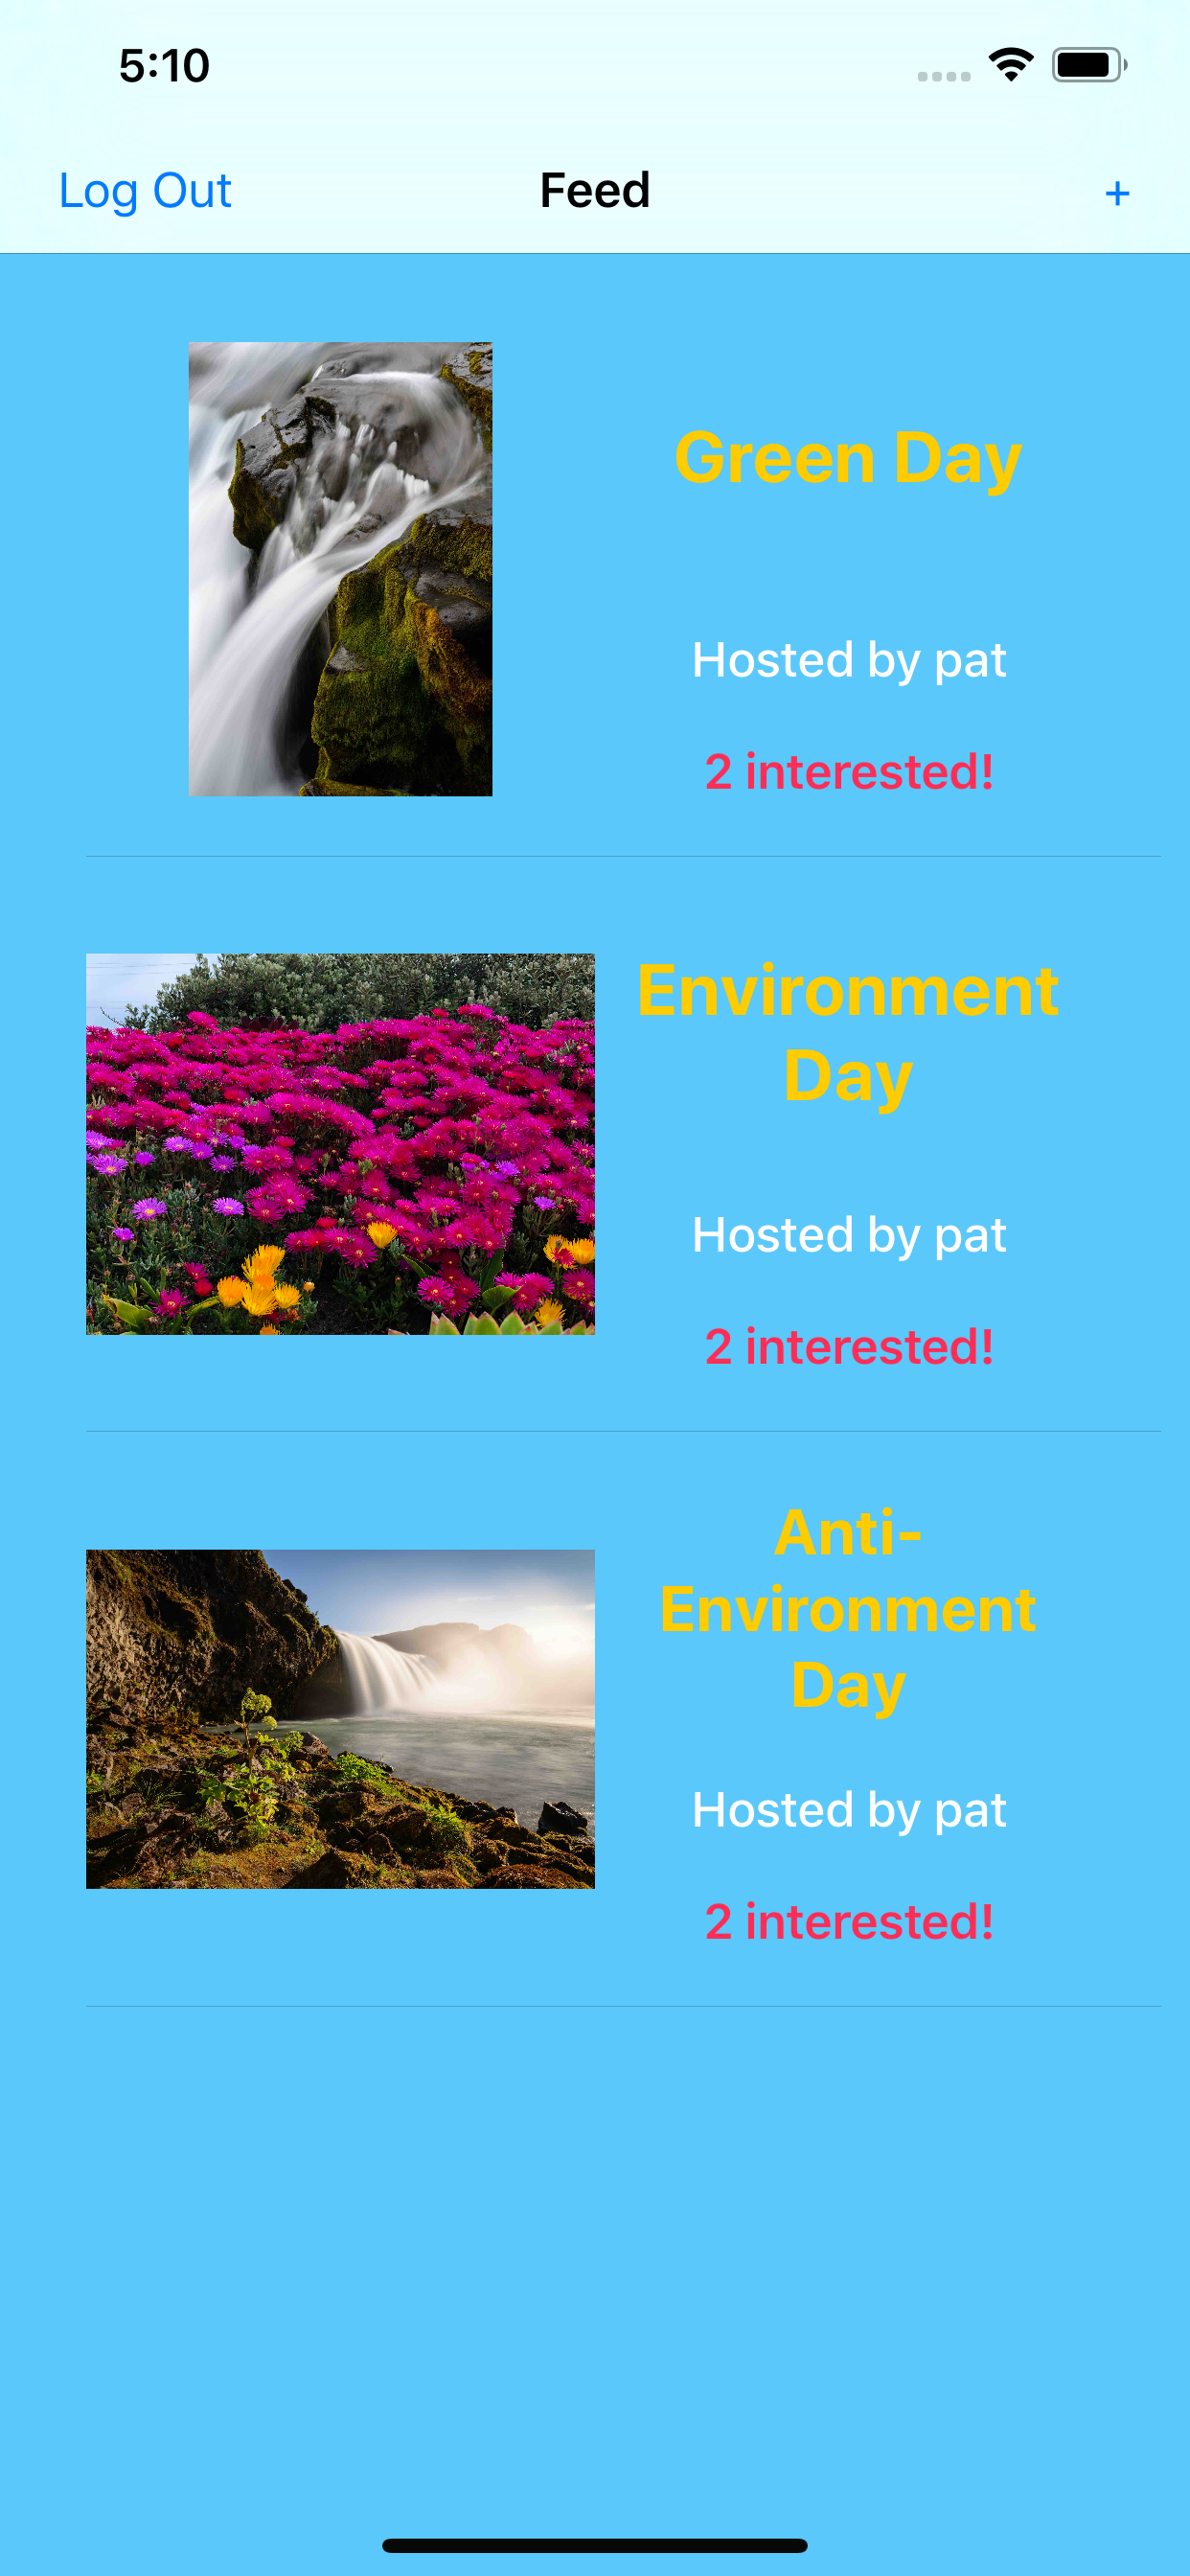 5:10
Log Out
Feed
+
Green Day
Hosted by pat
2 interested!
Environment
Day
Hosted by pat
2 interested!
Anti-
Environment
Day
Hosted by pat
2 interested!